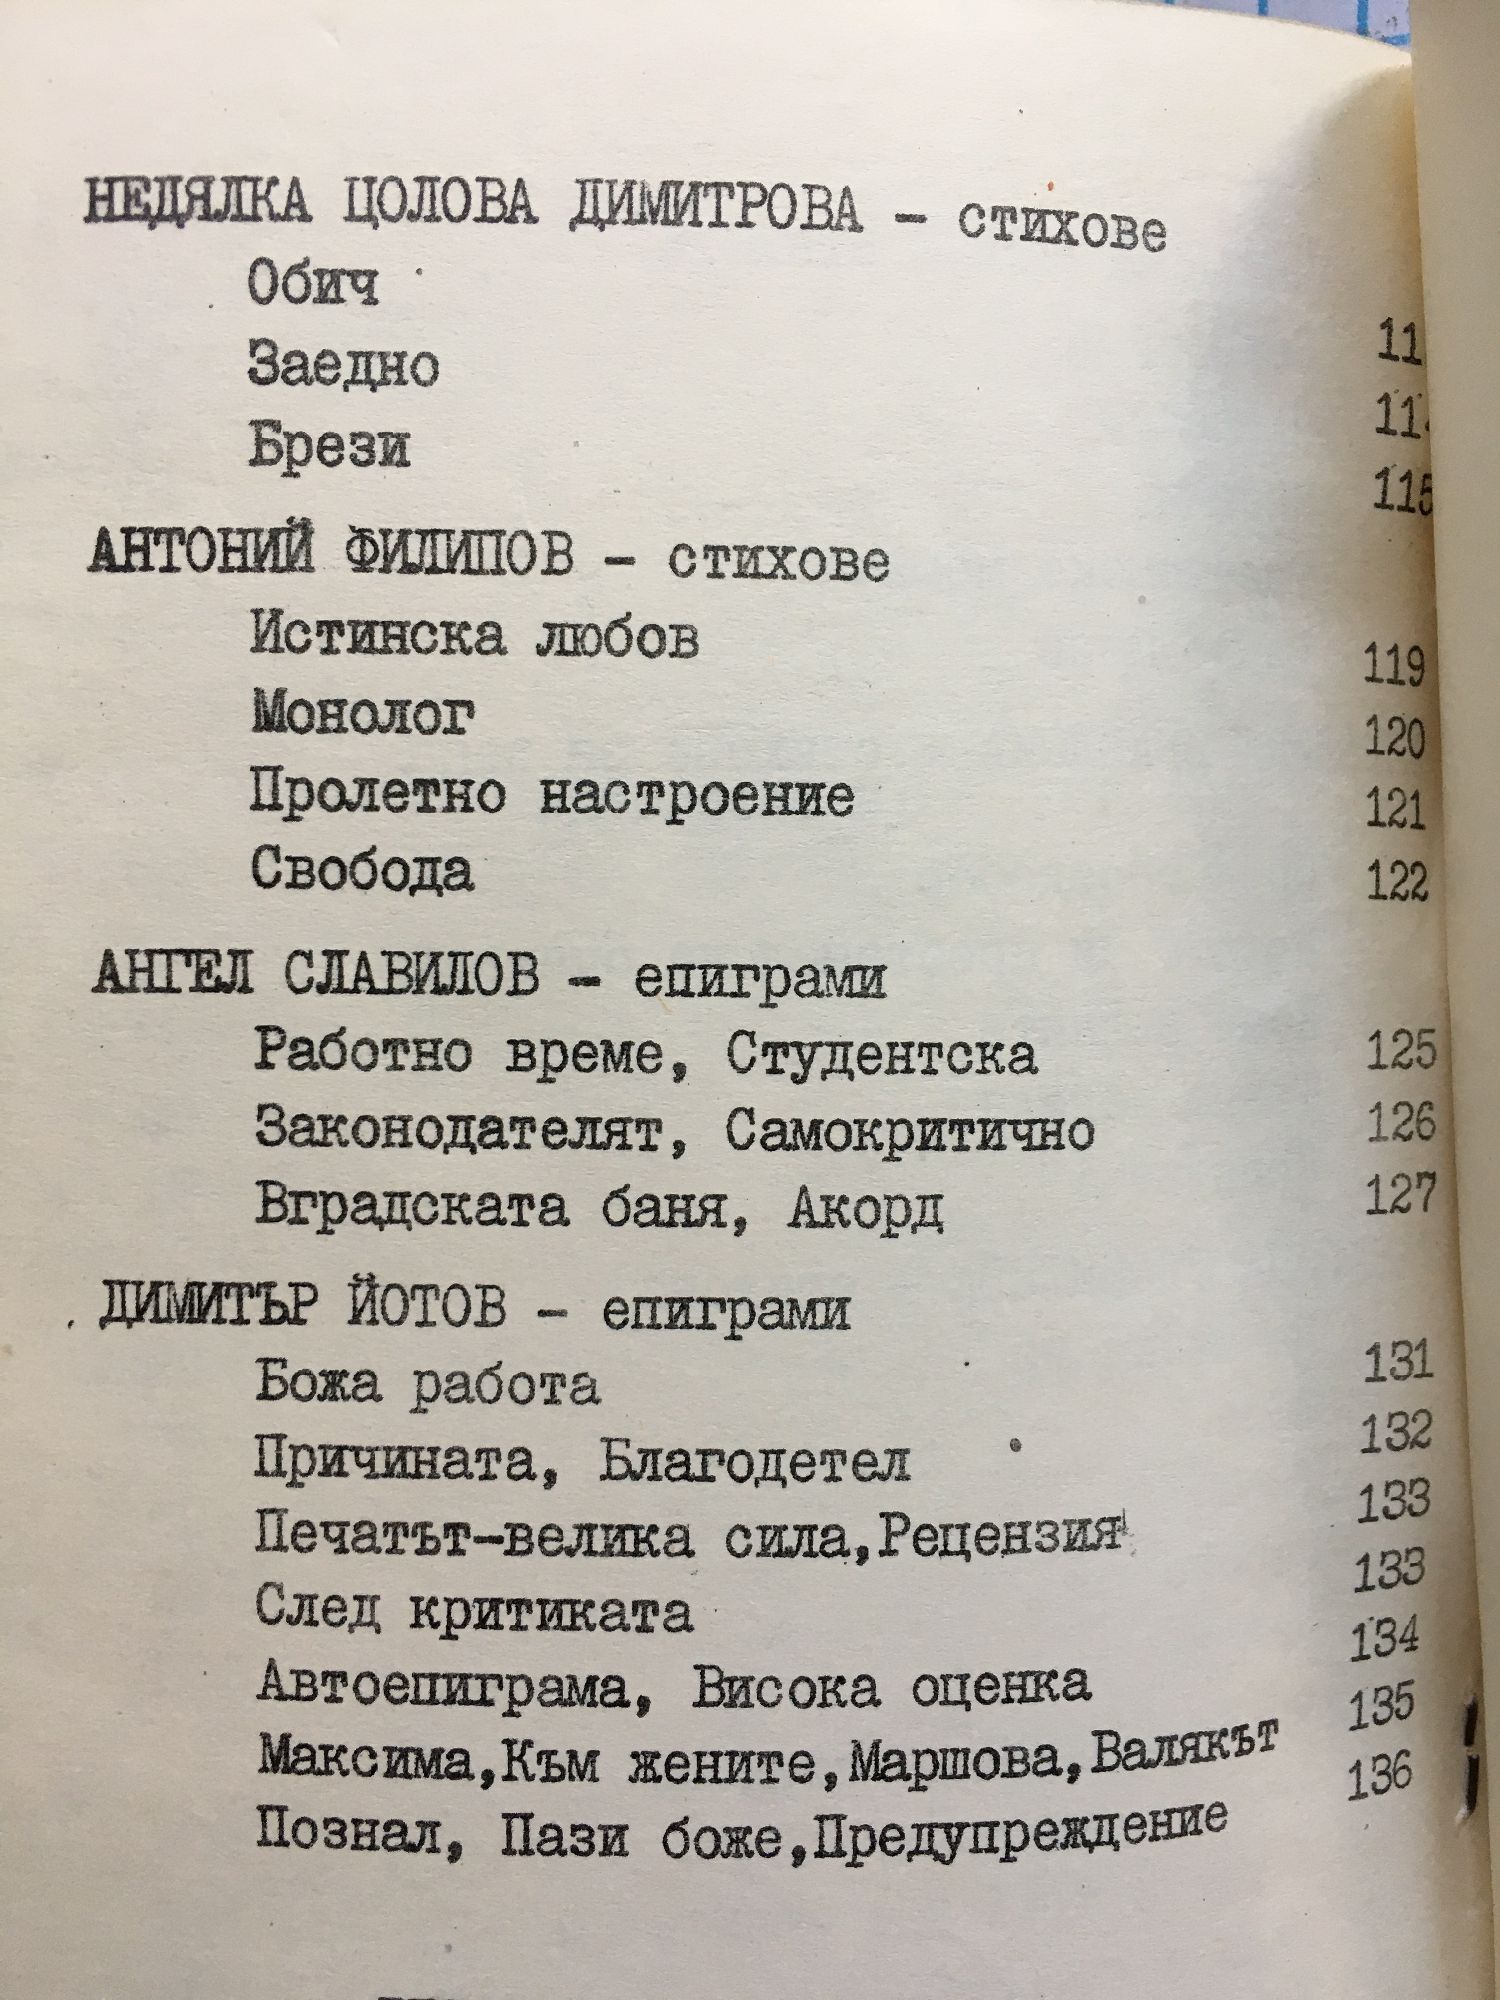 НЕДЯЛКА ЦОЛОВА ДИМИТРОВА – стихове
Обич
Заедно 11
Брези 11
115
АНТОНИЙ ФИЛИПОВ – стихове
Истинска любов 119
Монолог 120
Пролетно настроение 121
Свобода 122
АНГЕЛ СЛАВИЛОВ – епиграми
Работно време, Студентска 125
Законодателят, Самокритично 126
Вградската баня, Акорд 127
ДИМИТЪР ЙОТОВ – епиграми
Божа работа 131
Причината, Благодетел 132
Печатът-велика сила,Рецензия 133
След критиката 133
Автоепиграма, Висока оценка 134
Максима,Към жените,Маршова,Валякът 135
Познал, Пази боже,Предупреждение 136